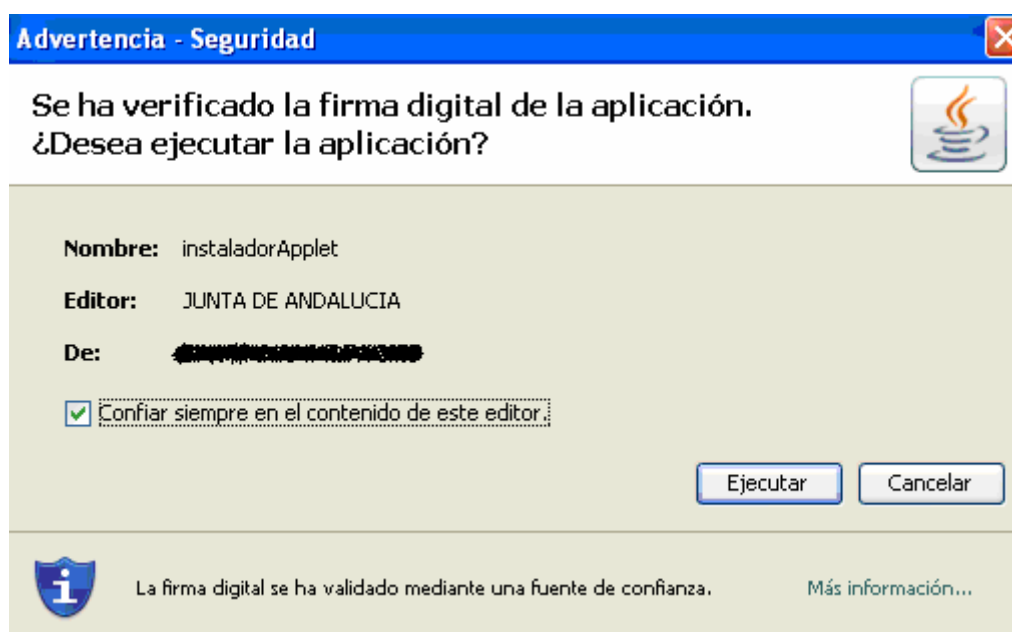 Advertencia - Seguridad
Se ha verificado la firma digital de la aplicación.
¿Desea ejecutar la aplicación?
Nombre: instaladorApplet
Editor: JUNTA DE ANDALUCIA
De:
Confiar siempre en el contenido de este editor.
Ejecutar Cancelar
La firma digital se ha validado mediante una fuente de confianza. Más información...